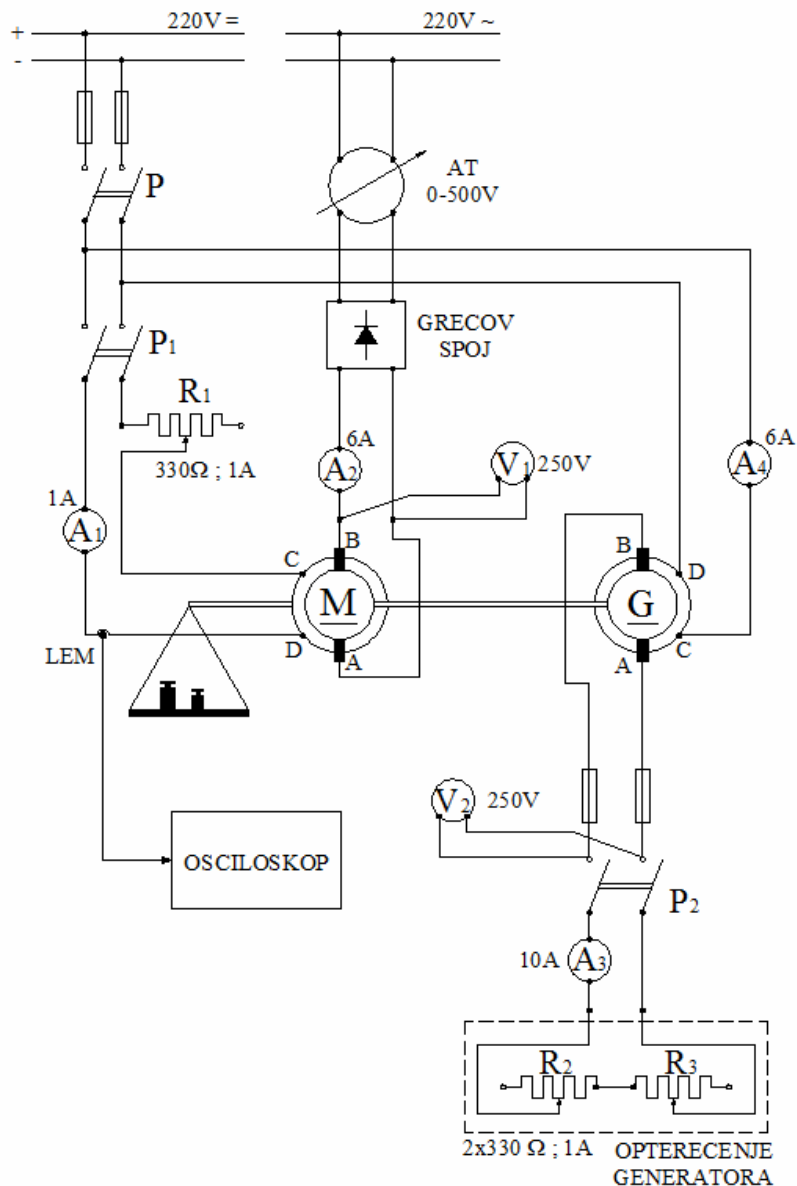 220V =
220V ~
+
-
P
AT
0-500V
P1
GRECOV
SPOJ
R1
330Ω ; 1A
6A
A2
V1
250V
6A
A4
1A
A1
B
C
M
D
A
B
D
G
C
A
LEM
V2
250V
OSCILOSKOP
P2
10A
A3
R2
R3
2x330 Ω ; 1A
OPTERECENJE
GENERATORA